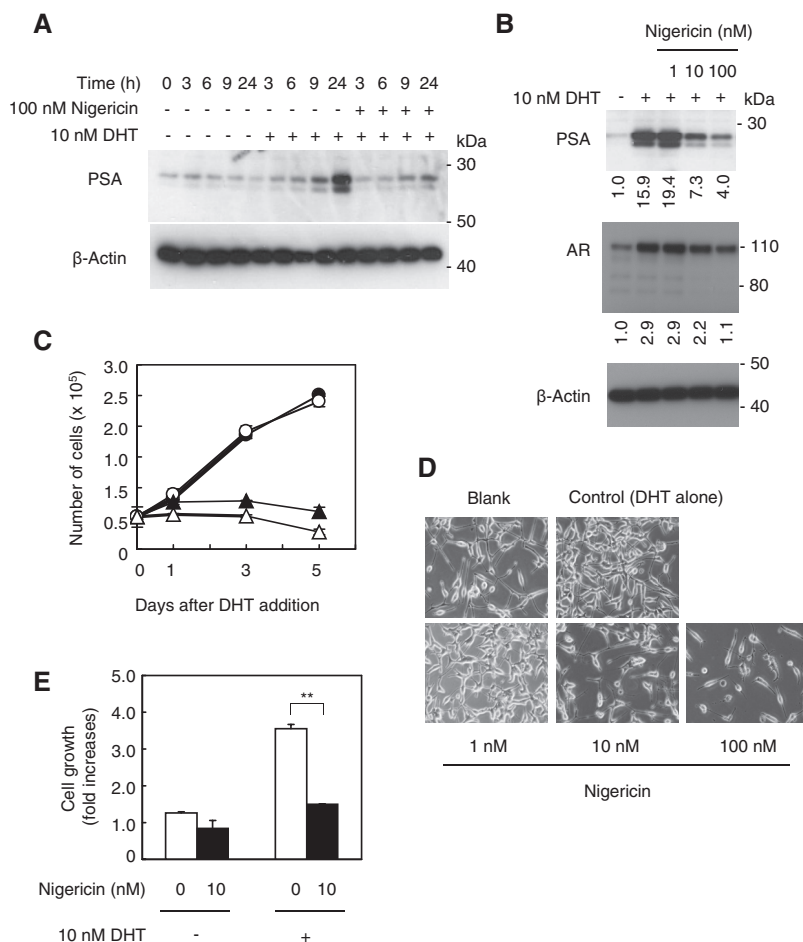 A
Time (h) 0 3 6 9 24 3 6 9 24 3 6 9 24
100 nM Nigericin - - - - - - - - - + + + +
10 nM DHT - - - - - + + + + + + + +
kDa
PSA
- 30
50
β-Actin
- 40
B
Nigericin (nM)
1 10 100
10 nM DHT - + + + + kDa
PSA
- 30
1.0 15.9 19.4 7.3 4.0
AR
- 110
- 80
1.0 2.9 2.9 2.2 1.1
- 50
β-Actin
- 40
C
Number of cells (x 10⁵)
3.0
2.5
2.0
1.0
1.5
0.5
0
0 1 3 5
Days after DHT addition
D
Blank Control (DHT alone)
1 nM 10 nM 100 nM
Nigericin
E
Cell growth
(fold increases)
5.0
4.0
3.0
2.0
1.0
0
**
Nigericin (nM) 0 10 0 10
10 nM DHT - +